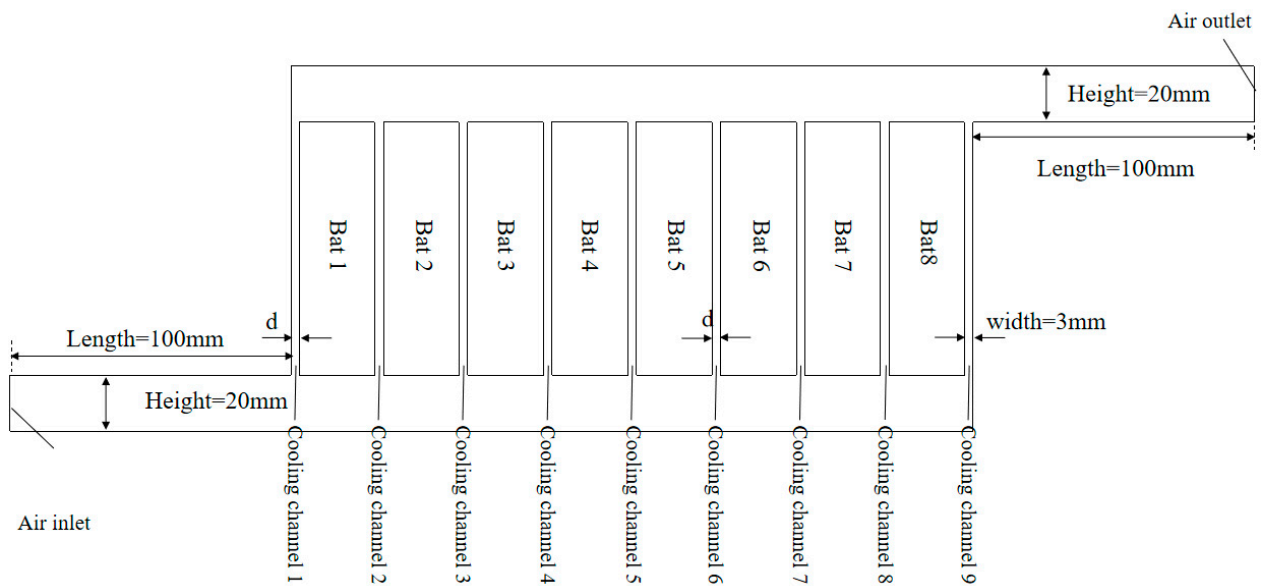 Air outlet
Height=20mm
Length=100mm
Bat 1
Bat 2
Bat 3
Bat 4
Bat 5
Bat 6
Bat 7
Bat8
d
d
width=3mm
Length=100mm
Height=20mm
Air inlet
Cooling channel 1
Cooling channel 2
Cooling channel 3
Cooling channel 4
Cooling channel 5
Cooling channel 6
Cooling channel 7
Cooling channel 8
Cooling channel 9